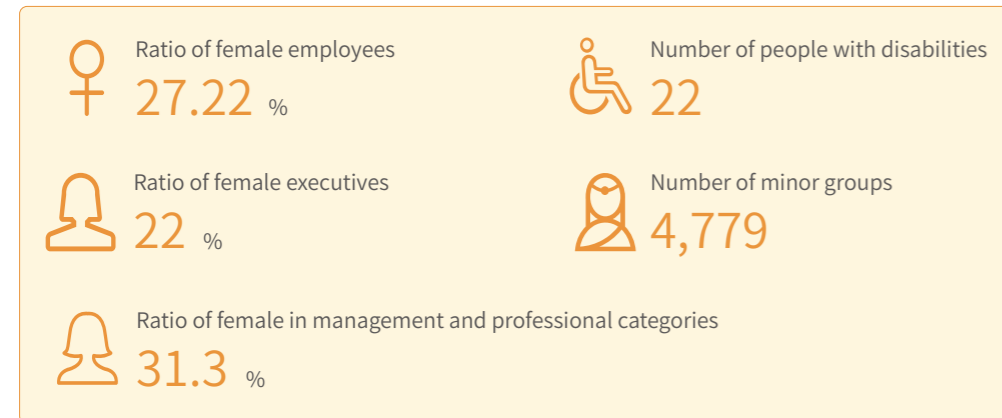 Ratio of female employees
27.22 %
Number of people with disabilities
22
Ratio of female executives
22 %
Number of minor groups
4,779
Ratio of female in management and professional categories
31.3 %